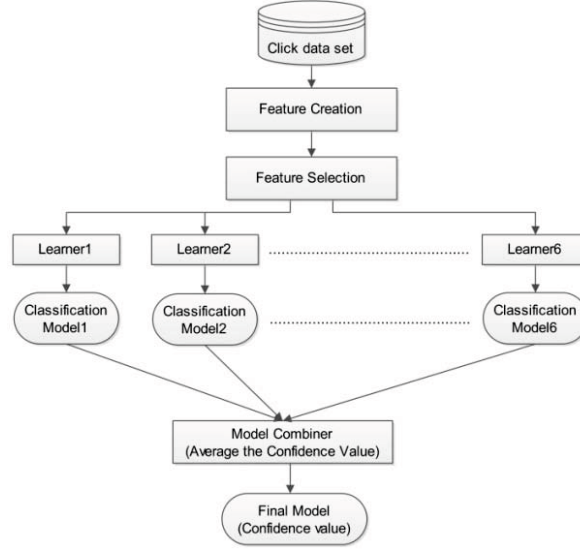 Click data set
Feature Creation
Feature Selection
Learner1
Learner2
Learner6
Classification
Model1
Classification
Model2
Classification
Model6
Model Combiner
(Average the Confidence Value)
Final Model
(Confidence value)